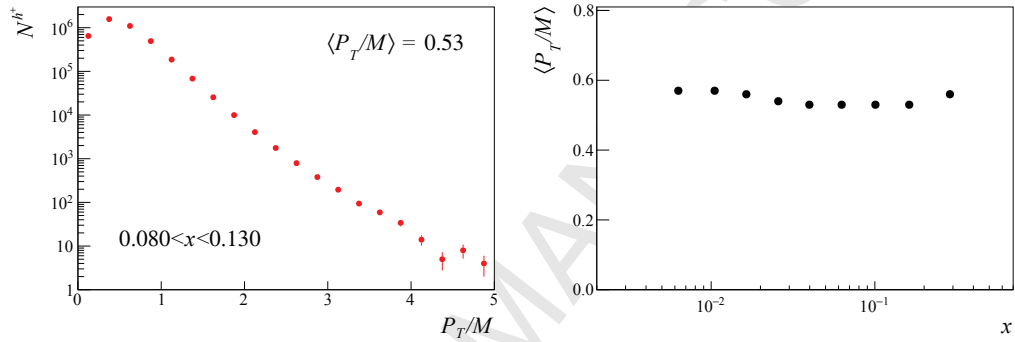 N^{h^+}
10^6
10^5
10^4
10^3
10^2
10
1
⟨P_T/M⟩ = 0.53
0.080<x<0.130
0 1 2 3 4 5
P_T/M
⟨P_T/M⟩
0.8
0.6
0.4
0.2
0.0
10^{-2} 10^{-1}
x
MAN